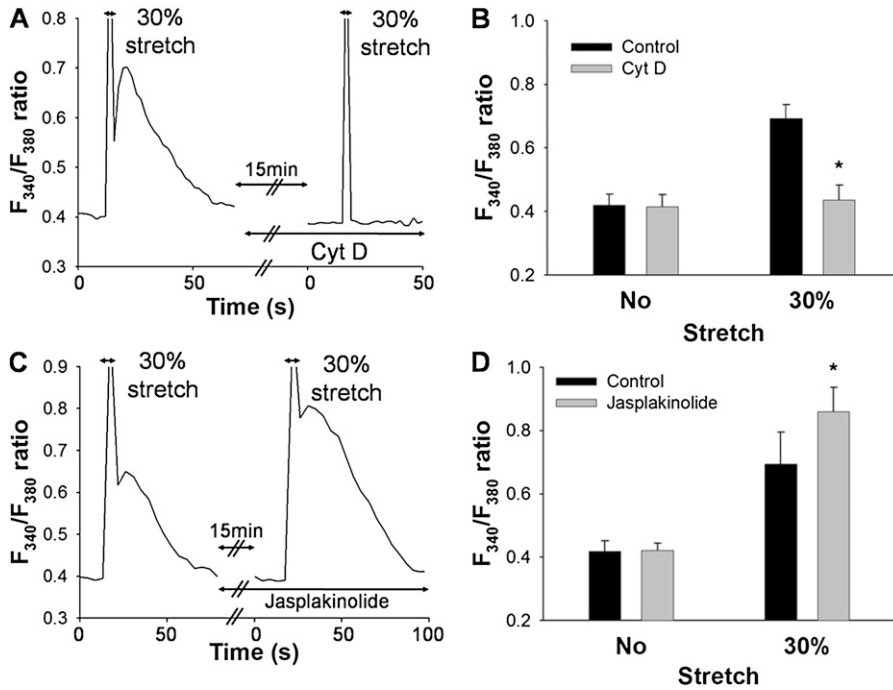 A
30%
stretch
30%
stretch
0.8
0.7
0.6
0.5
0.4
0.3
F340/F380 ratio
15min
Cyt D
0
50
0
50
Time (s)
B
Control
Cyt D
1.0
0.8
0.6
0.4
0.2
F340/F380 ratio
*
No
30%
Stretch
C
30%
stretch
30%
stretch
0.9
0.8
0.7
0.6
0.5
0.4
0.3
F340/F380 ratio
15min
Jasplakinolide
0
50
0
50
100
Time (s)
D
Control
Jasplakinolide
*
1.0
0.8
0.6
0.4
0.2
F340/F380 ratio
No
30%
Stretch